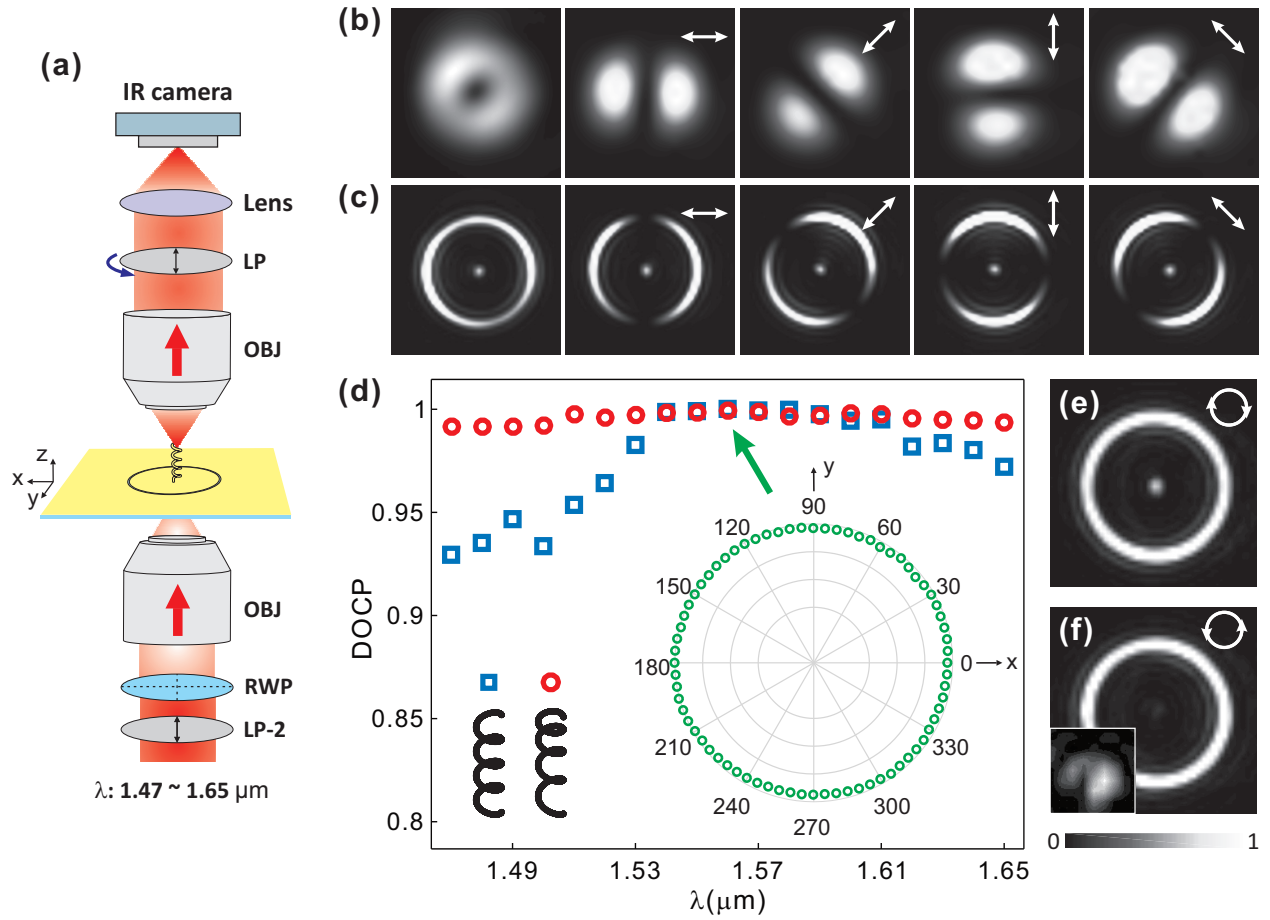 (a)
IR camera
Lens
LP
OBJ
z
x
y
OBJ
RWP
LP-2
λ: 1.47 ~ 1.65 μm
(b)
(c)
(d)
DOCP
1
0.95
0.9
0.85
0.8
1.49
1.53
1.57
1.61
1.65
λ(μm)
y
90
120
60
150
30
180
0
x
210
330
240
300
270
(e)
(f)
0
1